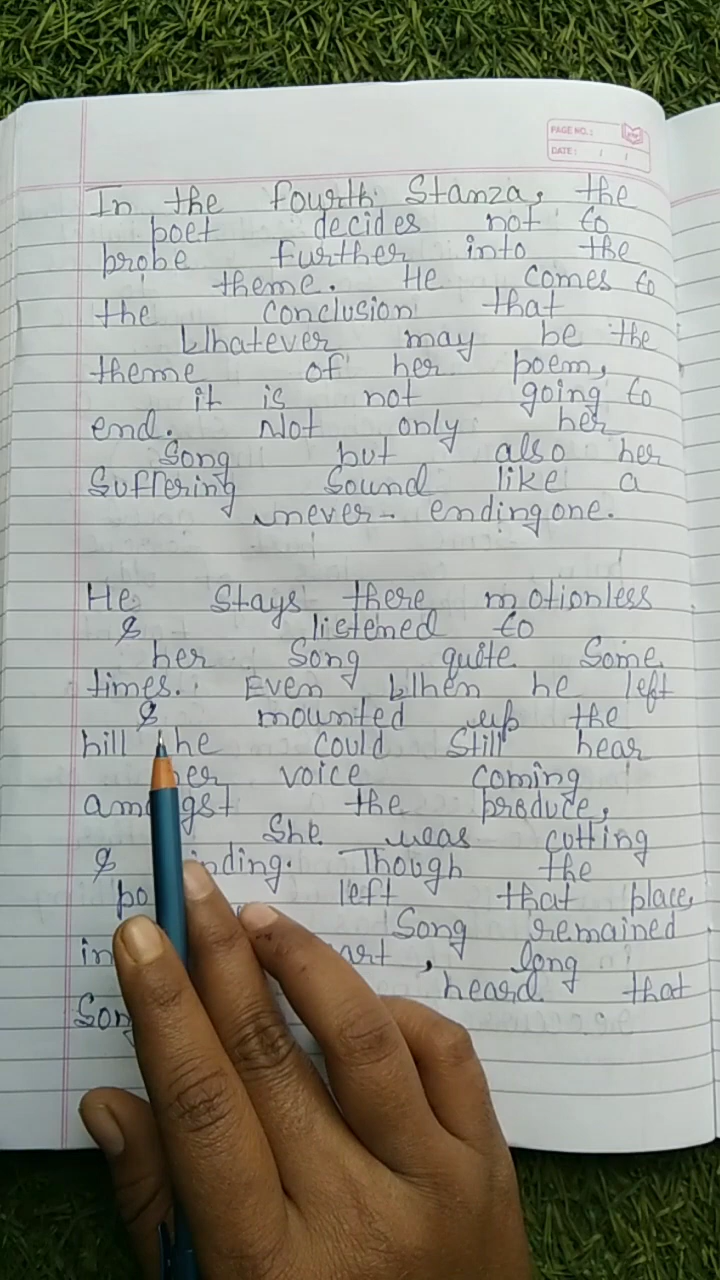 PAGE NO.:
DATE: / /
In the fourth Stanza, the
poet decides not to
probe further into the
theme. He comes to
the conclusion that
Whatever may be the
theme of her poem,
it is not going to
end. Not only her
Song but also her
Suffering Sound like a
never-ending one.
He Stays there motionless
& listened to
her Song quite Some
times. Even When he left
& mounted up the
hill he could Still hear
her voice coming
the produce,
She was cutting
& Though the
left that place,
Song remained
in , long
heard that